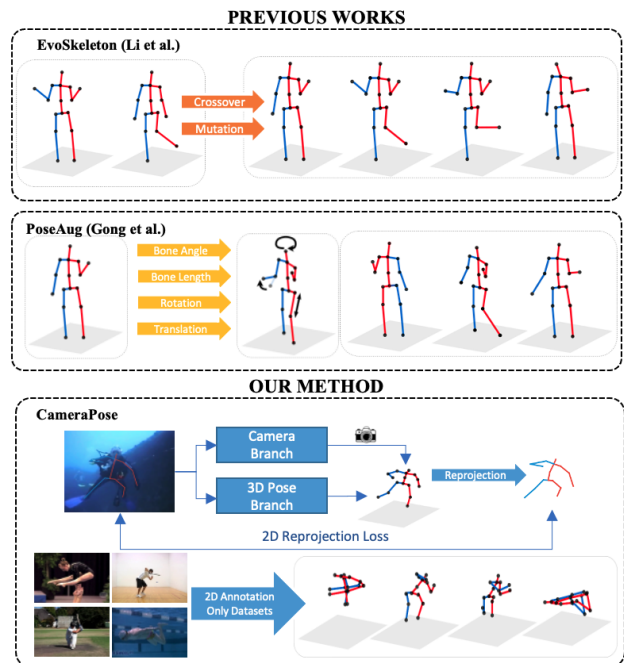 PREVIOUS WORKS
EvoSkeleton (Li et al.)
Crossover
Mutation
PoseAug (Gong et al.)
Bone Angle
Bone Length
Rotation
Translation
OUR METHOD
CameraPose
Camera
Branch
3D Pose
Branch
Reprojection
2D Reprojection Loss
2D Annotation
Only Datasets